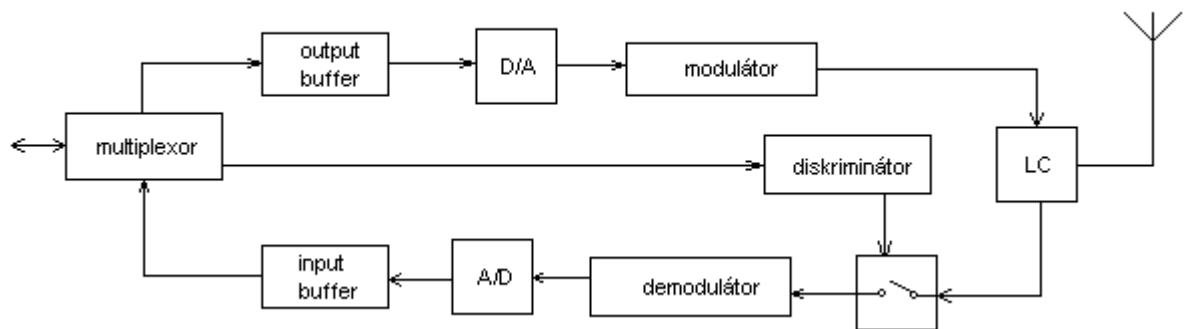 output
buffer
D/A
modulátor
multiplexor
diskriminátor
LC
input
buffer
A/D
demodulátor